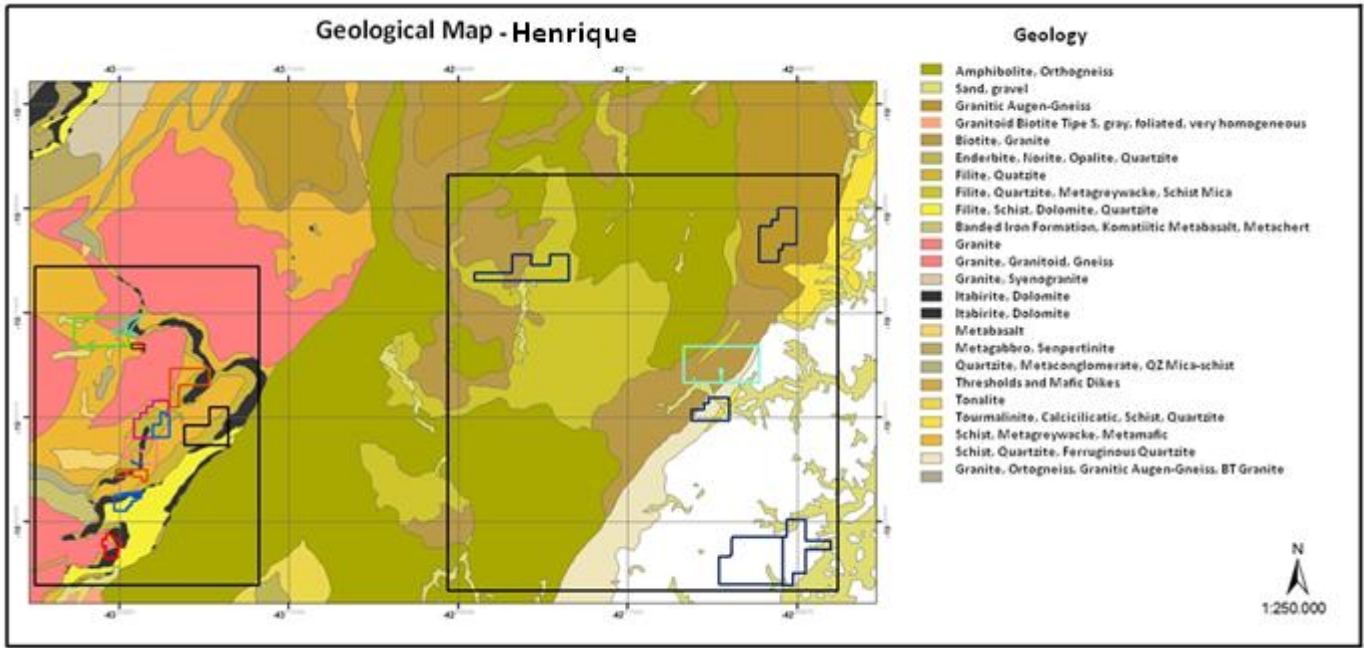 Geological Map - Henrique
Geology
Amphibolite, Orthogneiss
Sand, gravel
Granitic Augen-Gneiss
Granitoid Biotite Tipe S, gray, foliated, very homogneous
Biotite, Granite
Enderbite, Norite, Opalite, Quartzite
Filite, Quatzite
Filite, Quartzite, Metagreywacke, Schist Mica
Filite, Schist, Dolomite, Quartzite
Banded Iron Formation, Komatiitic Metabasalt, Metachert
Granite
Granite, Granitoid, Gneiss
Granite, Syenogranite
Itabirite, Dolomite
Itabirite, Dolomite
Metabasalt
Metagabbro, Senpertinite
Quartzite, Metaconglomerate, QZ Mica-schist
Thresholds and Mafic Dikes
Tonalite
Tourmalinite, Calcicilicatic, Schist, Quartzite
Schist, Metagreywacke, Metamafic
Schist, Quartzite, Ferruginous Quartzite
Granite, Ortogneiss, Granitic Augen-Gneiss, BT Granite
N
1:250.000